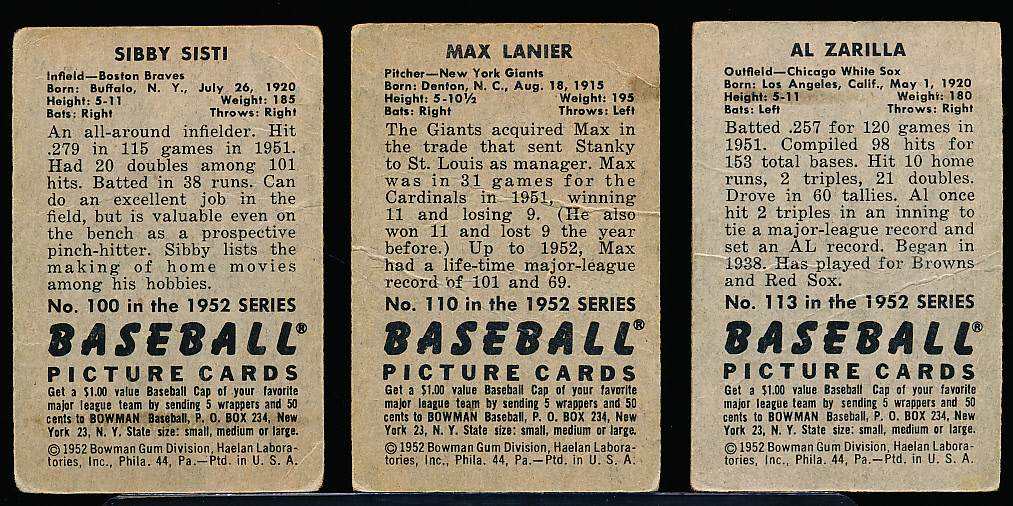 SIBBY SISTI
Infield—Boston Braves
Born: Buffalo, N. Y., July 26, 1920
Height: 5-11 Weight: 185
Bats: Right Throws: Right
An all-around infielder. Hit
.279 in 115 games in 1951.
Had 20 doubles among 101
hits. Batted in 38 runs. Can
do an excellent job in the
field, but is valuable even on
the bench as a prospective
pinch-hitter. Sibby lists the
making of home movies
among his hobbies.
No. 100 in the 1952 SERIES
BASEBALL®
PICTURE CARDS
Get a $1.00 value Baseball Cap of your favorite
major league team by sending 5 wrappers and 50
cents to BOWMAN Baseball, P. O. BOX 234, New
York 23, N. Y. State size: small, medium or large.
© 1952 Bowman Gum Division, Haelan Labora-
tories, Inc., Phila. 44, Pa.—Ptd. in U. S. A.
MAX LANIER
Pitcher—New York Giants
Born: Denton, N. C., Aug. 18, 1915
Height: 5-10½ Weight: 195
Bats: Right Throws: Left
The Giants acquired Max in
the trade that sent Stanky
to St. Louis as manager. Max
was in 31 games for the
Cardinals in 1951, winning
11 and losing 9. (He also
won 11 and lost 9 the year
before.) Up to 1952, Max
had a life-time major-league
record of 101 and 69.
No. 110 in the 1952 SERIES
BASEBALL®
PICTURE CARDS
Get a $1.00 value Baseball Cap of your favorite
major league team by sending 5 wrappers and 50
cents to BOWMAN Baseball, P. O. BOX 234, New
York 23, N. Y. State size: small, medium or large.
© 1952 Bowman Gum Division, Haelan Labora-
tories, Inc., Phila. 44, Pa.—Ptd. in U. S. A.
AL ZARILLA
Outfield—Chicago White Sox
Born: Los Angeles, Calif., May 1, 1920
Height: 5-11 Weight: 180
Bats: Left Throws: Right
Batted .257 for 120 games in
1951. Compiled 98 hits for
153 total bases. Hit 10 home
runs, 2 triples, 21 doubles.
Drove in 60 tallies. Al once
hit 2 triples in an inning to
tie a major-league record and
set an AL record. Began in
1938. Has played for Browns
and Red Sox.
No. 113 in the 1952 SERIES
BASEBALL®
PICTURE CARDS
Get a $1.00 value Baseball Cap of your favorite
major league team by sending 5 wrappers and 50
cents to BOWMAN Baseball, P. O. BOX 234, New
York 23, N. Y. State size: small, medium or large.
© 1952 Bowman Gum Division, Haelan Labora-
tories, Inc., Phila. 44, Pa.—Ptd. in U. S. A.